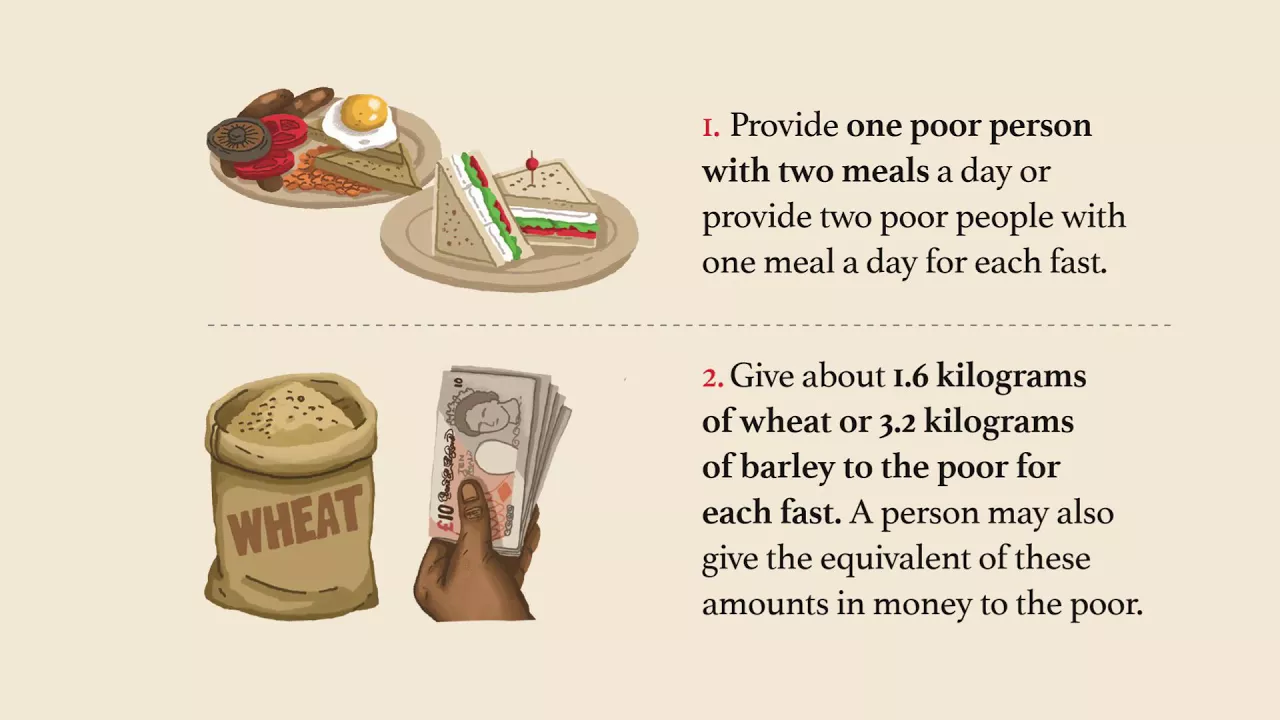 1. Provide one poor person
with two meals a day or
provide two poor people with
one meal a day for each fast.
2. Give about 1.6 kilograms
of wheat or 3.2 kilograms
of barley to the poor for
each fast. A person may also
give the equivalent of these
amounts in money to the poor.
WHEAT
10
TEN
£10